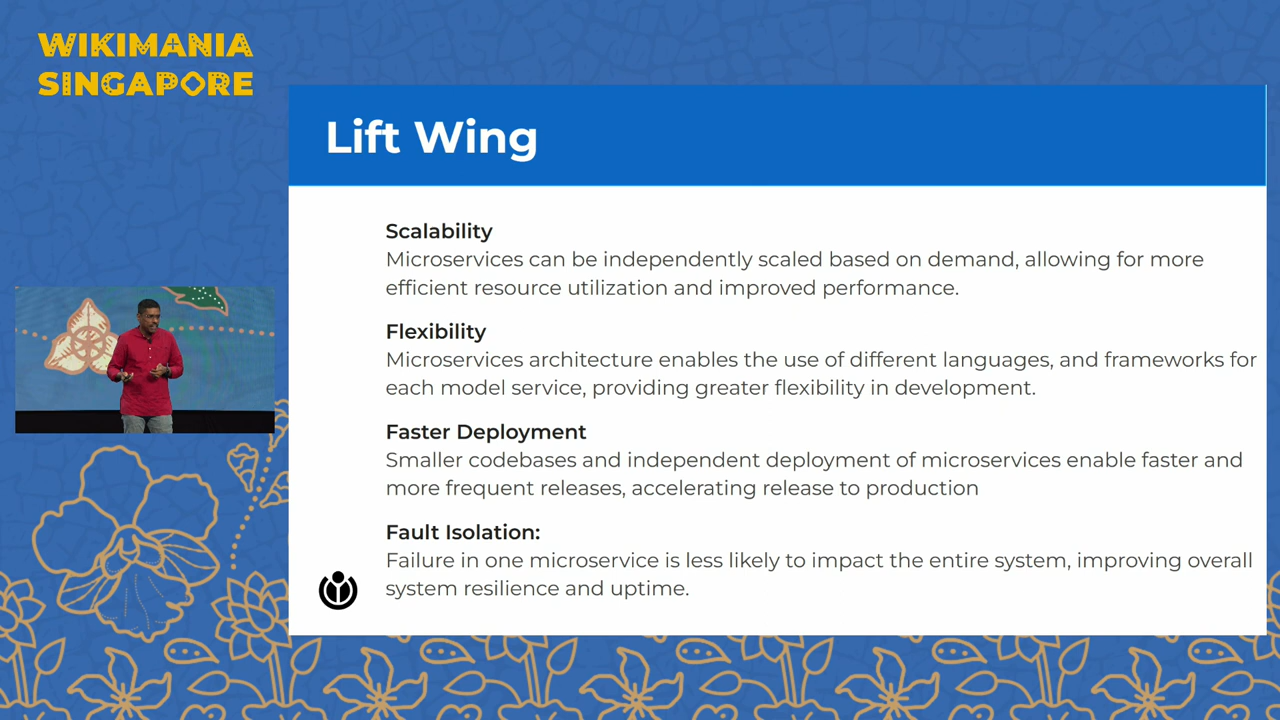 WIKIMANIA
SINGAPORE
Lift Wing
Scalability
Microservices can be independently scaled based on demand, allowing for more
efficient resource utilization and improved performance.
Flexibility
Microservices architecture enables the use of different languages, and frameworks for
each model service, providing greater flexibility in development.
Faster Deployment
Smaller codebases and independent deployment of microservices enable faster and
more frequent releases, accelerating release to production
Fault Isolation:
Failure in one microservice is less likely to impact the entire system, improving overall
system resilience and uptime.